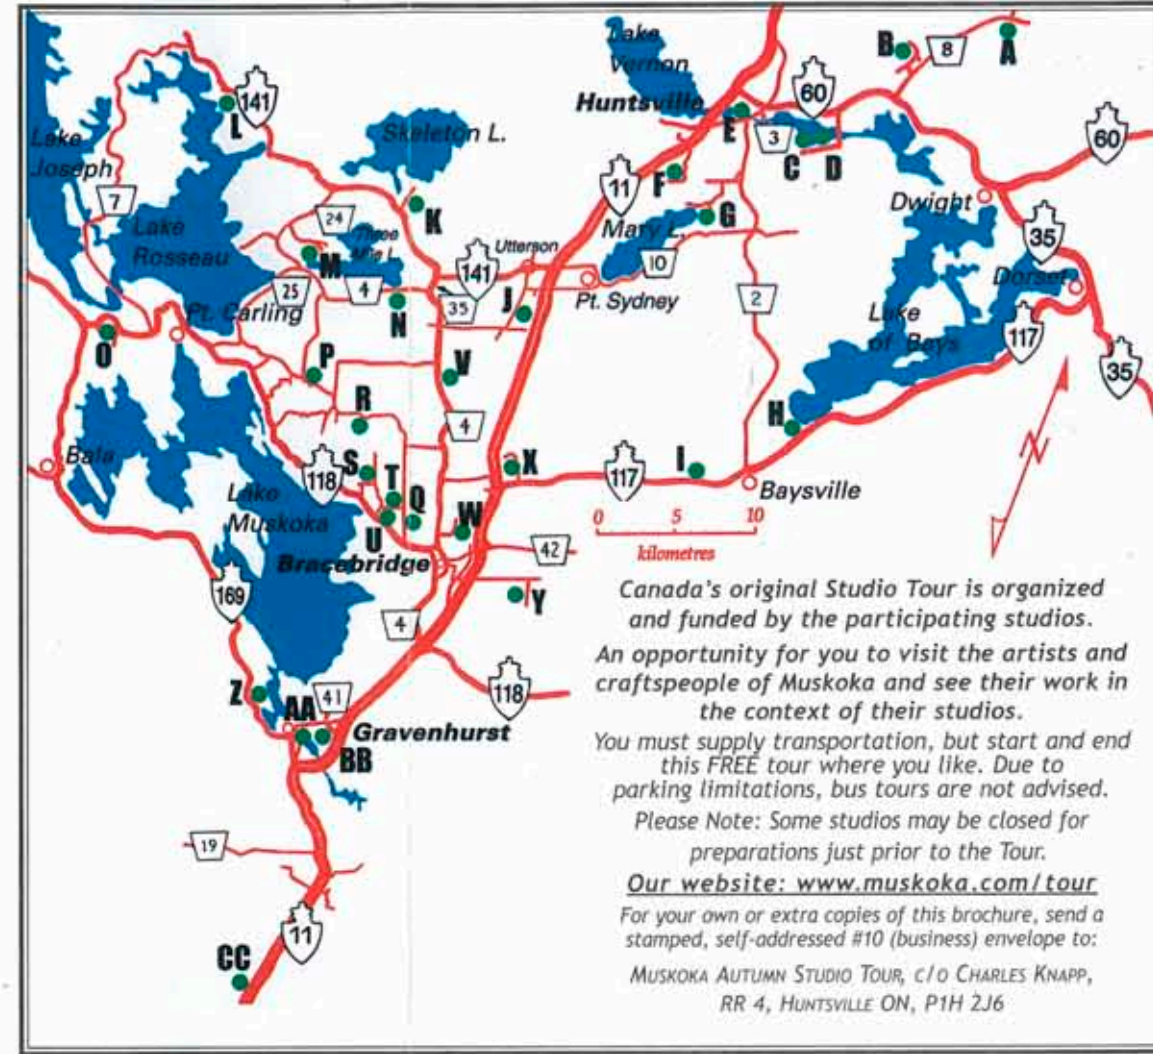 Lake
Vernon
Huntsville
B
8
A
60
E
3
C
D
141
L
Skeleton L.
Lake
Joseph
7
11
F
60
K
Dwight
G
24
Lake
Rosseau
Three
Mile L.
Mary L.
M
Utterson
10
35
141
Dorset
25
4
35
Pt. Sydney
2
N
J
Pt. Carling
Lake
of Bays
117
O
35
P
V
R
4
H
Bala
118
S
X
117
I
T
Lake
Muskoka
Q
Baysville
U
W
0 5 10
kilometres
N
Bracebridge
42
169
Y
4
118
Z
AA
41
Gravenhurst
BB
19
11
CC
Canada's original Studio Tour is organized
and funded by the participating studios.
An opportunity for you to visit the artists and
craftspeople of Muskoka and see their work in
the context of their studios.
You must supply transportation, but start and end
this FREE tour where you like. Due to
parking limitations, bus tours are not advised.
Please Note: Some studios may be closed for
preparations just prior to the Tour.
Our website: www.muskoka.com/tour
For your own or extra copies of this brochure, send a
stamped, self-addressed #10 (business) envelope to:
MUSKOKA AUTUMN STUDIO TOUR, C/O CHARLES KNAPP,
RR 4, HUNTSVILLE ON, P1H 2J6